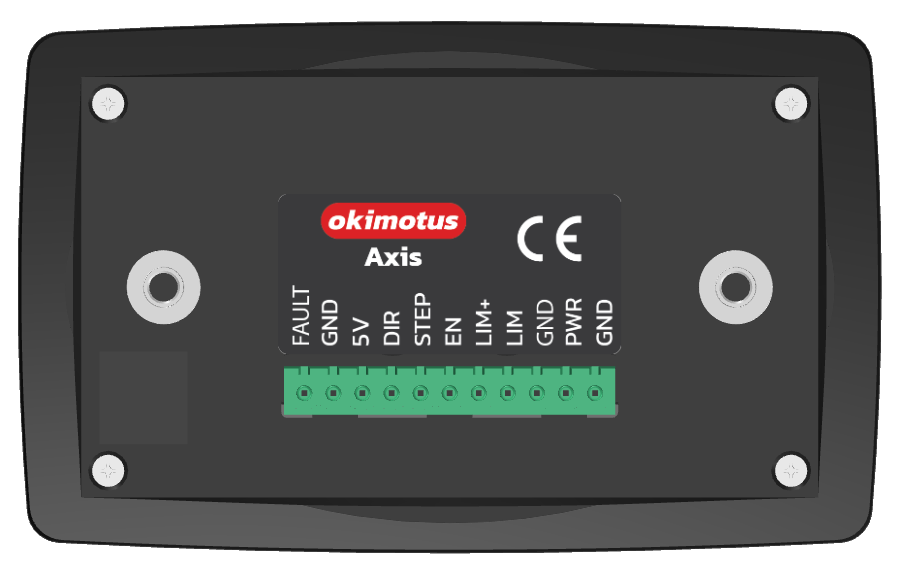 okimotus
CE
Axis
FAULT
GND
5V
DIR
STEP
EN
LIM+
LIM
GND
PWR
GND